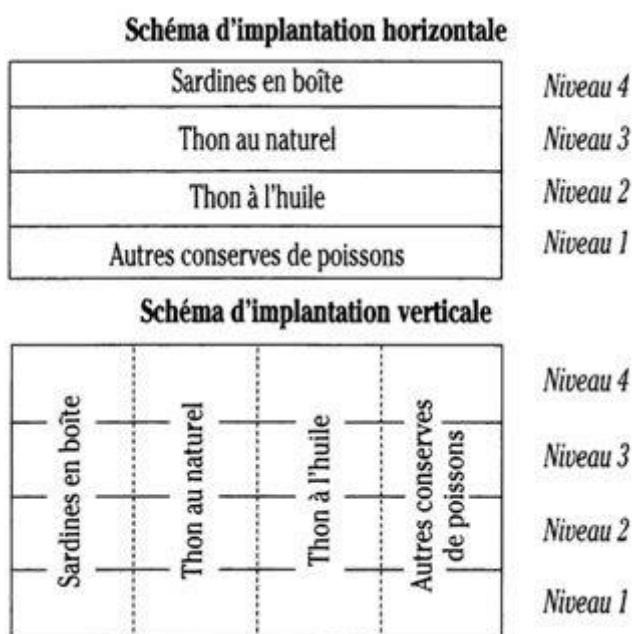 Schéma d'implantation horizontale
Sardines en boîte
Niveau 4
Thon au naturel
Niveau 3
Thon à l'huile
Niveau 2
Autres conserves de poissons
Niveau 1
Schéma d'implantation verticale
Sardines en boîte
Thon au naturel
Thon à l'huile
Autres conserves
de poissons
Niveau 4
Niveau 3
Niveau 2
Niveau 1